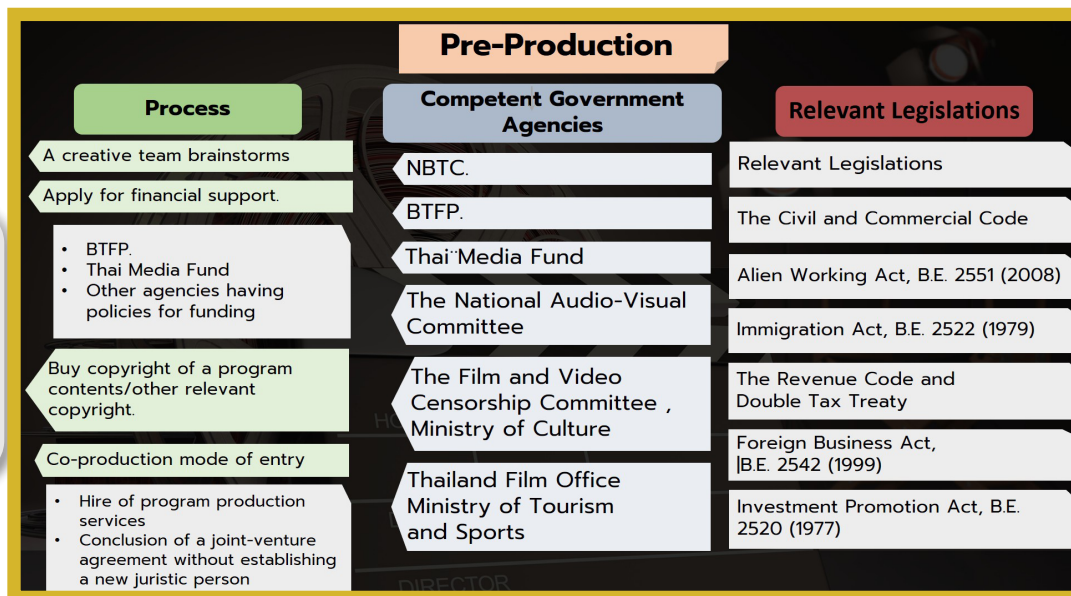 Pre-Production
Process
A creative team brainstorms
Apply for financial support.
• BTFP.
• Thai Media Fund
• Other agencies having
policies for funding
Buy copyright of a program
contents/other relevant
copyright.
Co-production mode of entry
• Hire of program production
services
• Conclusion of a joint-venture
agreement without establishing
a new juristic person
Competent Government
Agencies
NBTC.
BTFP.
Thai Media Fund
The National Audio-Visual
Committee
The Film and Video
Censorship Committee ,
Ministry of Culture
Thailand Film Office
Ministry of Tourism
and Sports
DIRECTOR
Relevant Legislations
Relevant Legislations
The Civil and Commercial Code
Alien Working Act, B.E. 2551 (2008)
Immigration Act, B.E. 2522 (1979)
The Revenue Code and
Double Tax Treaty
Foreign Business Act,
B.E. 2542 (1999)
Investment Promotion Act, B.E.
2520 (1977)